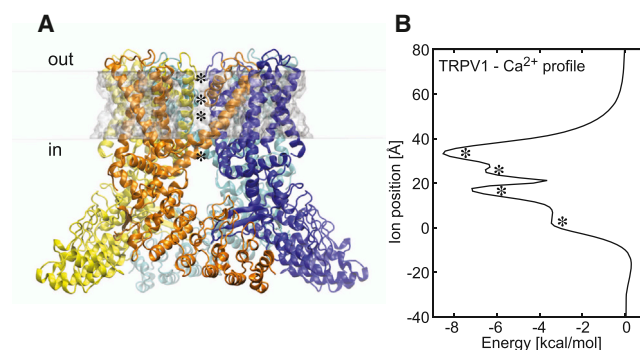 A
out
*
*
*
in
*
B
TRPV1 - Ca²⁺ profile
Ion position [Å]
80
60
40
20
0
-20
-40
*
*
*
*
-8 -6 -4 -2 0
Energy [kcal/mol]